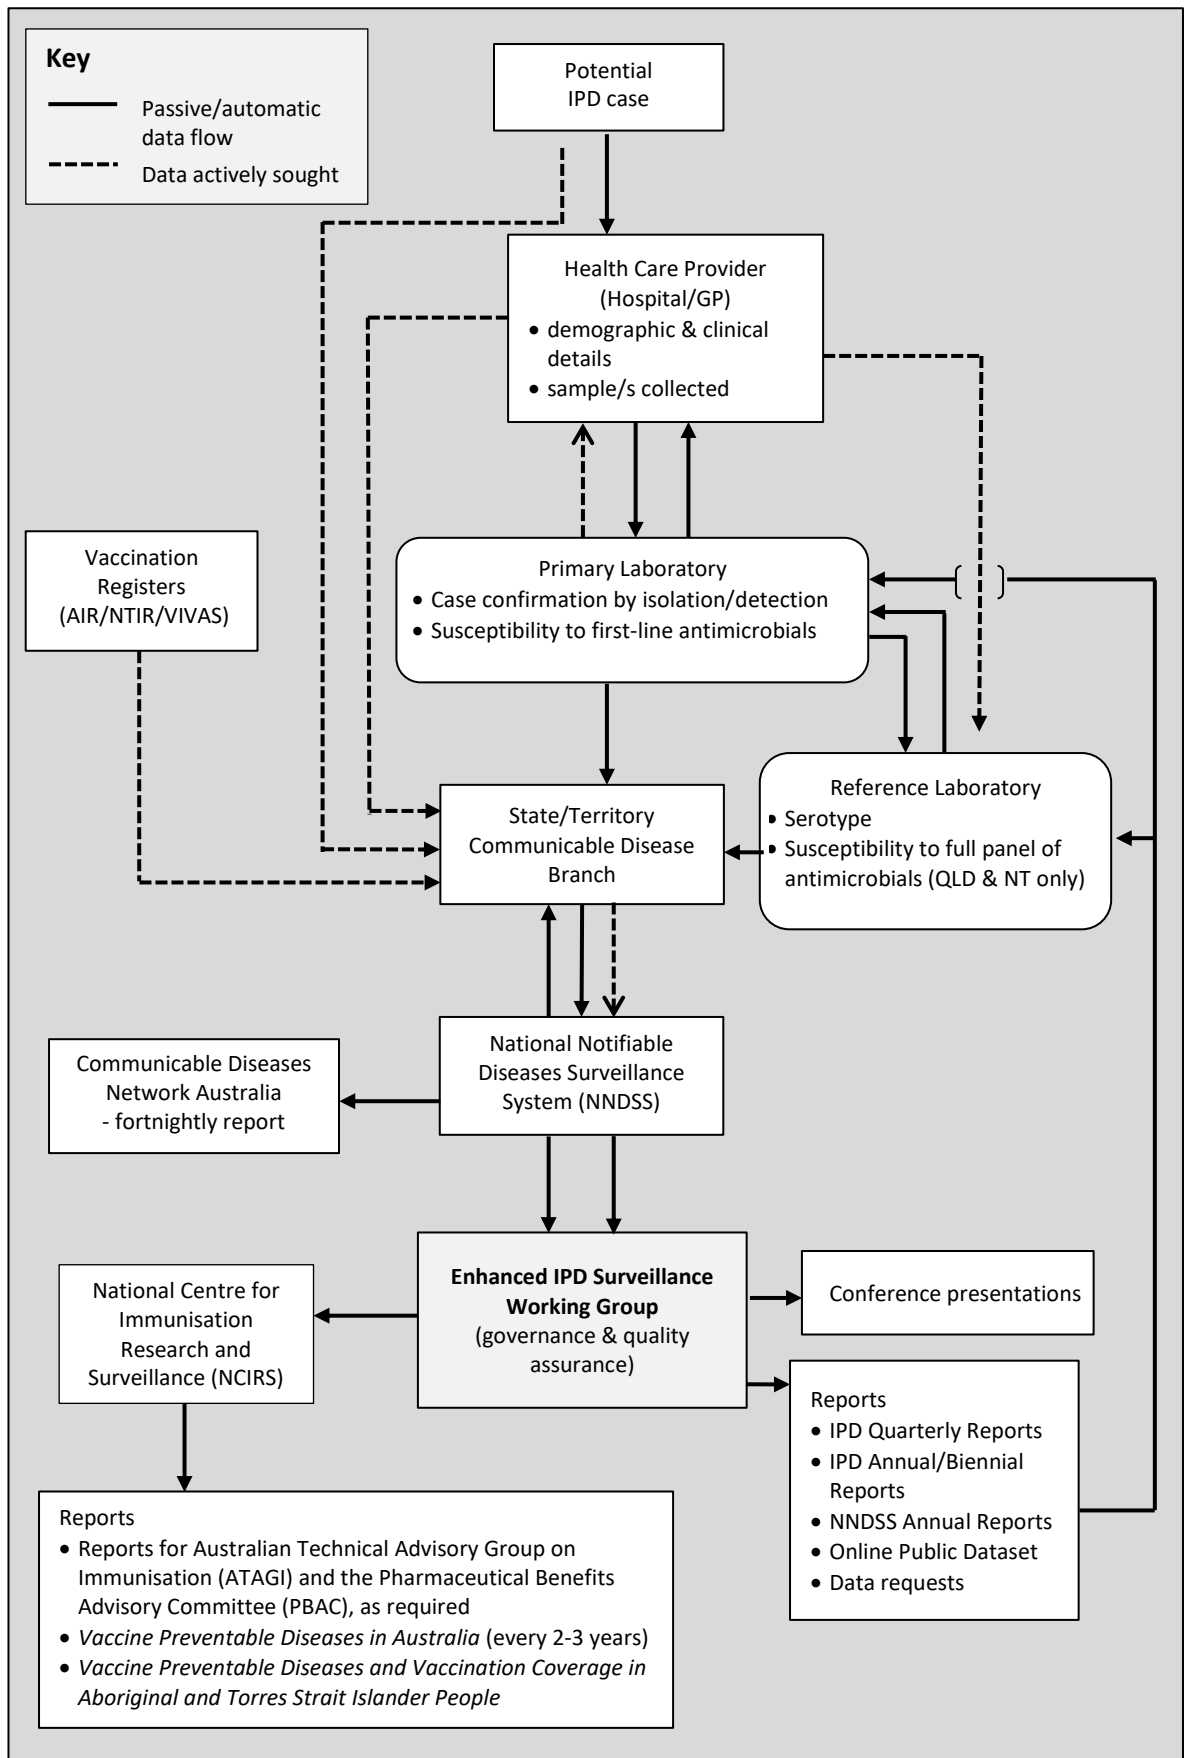 Key
Passive/automatic
data flow
Data actively sought
Potential
IPD case
Health Care Provider
(Hospital/GP)
• demographic & clinical
details
• sample/s collected
Vaccination
Registers
(AIR/NTIR/VIVAS)
Primary Laboratory
• Case confirmation by isolation/detection
• Susceptibility to first-line antimicrobials
State/Territory
Communicable Disease
Branch
Reference Laboratory
• Serotype
• Susceptibility to full panel of
antimicrobials (QLD & NT only)
National Notifiable
Diseases Surveillance
System (NNDSS)
Communicable Diseases
Network Australia
- fortnightly report
Enhanced IPD Surveillance
Working Group
(governance & quality
assurance)
National Centre for
Immunisation
Research and
Surveillance (NCIRS)
Conference presentations
Reports
• IPD Quarterly Reports
• IPD Annual/Biennial
Reports
• NNDSS Annual Reports
• Online Public Dataset
• Data requests
Reports
• Reports for Australian Technical Advisory Group on
Immunisation (ATAGI) and the Pharmaceutical Benefits
Advisory Committee (PBAC), as required
• Vaccine Preventable Diseases in Australia (every 2-3 years)
• Vaccine Preventable Diseases and Vaccination Coverage in
Aboriginal and Torres Strait Islander People